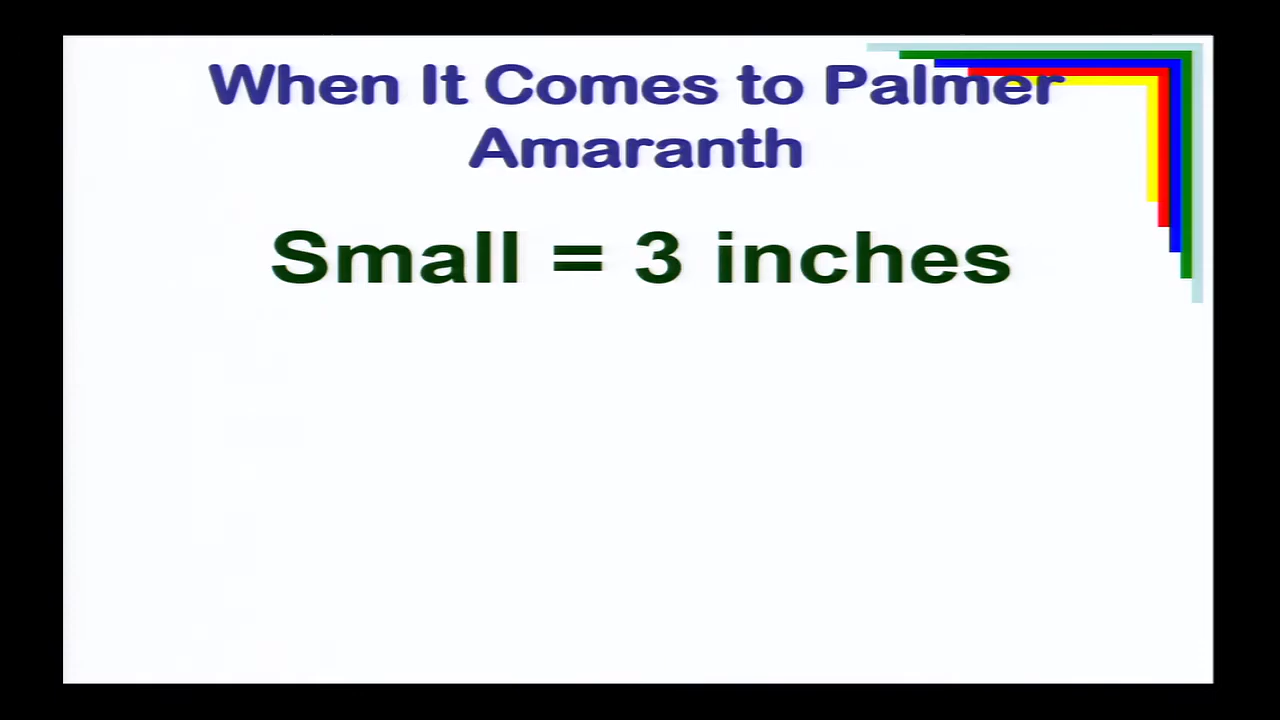 When It Comes to Palmer
Amaranth
Small = 3 inches